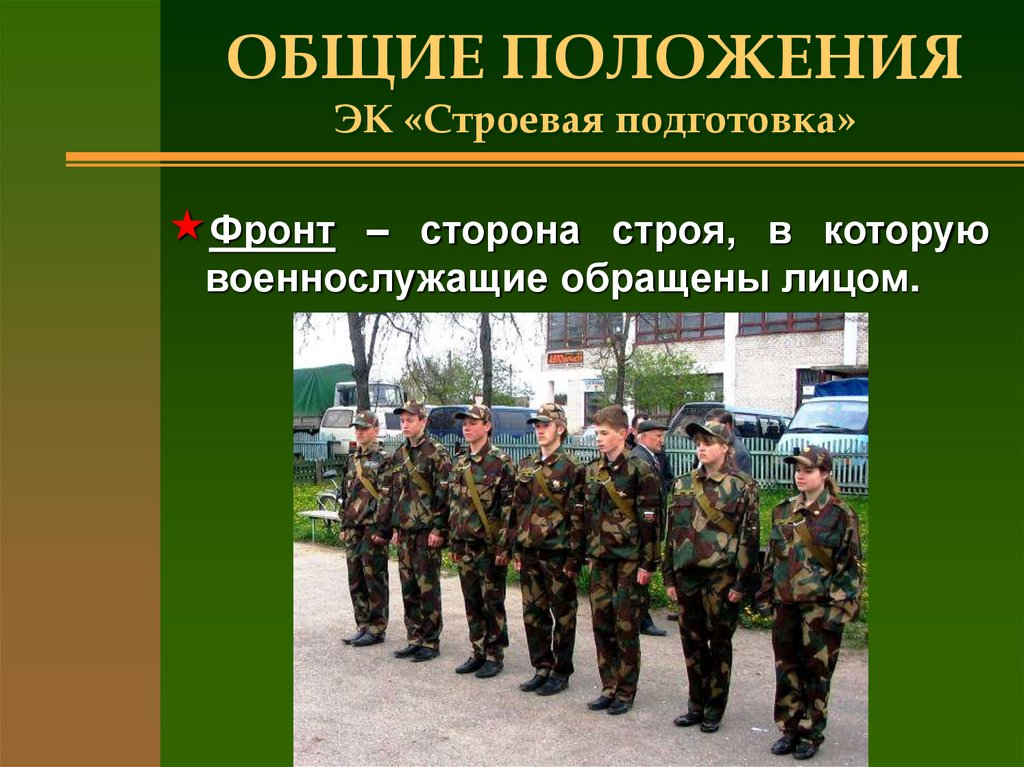 ОБЩИЕ ПОЛОЖЕНИЯ
ЭК «Строевая подготовка»
Фронт – сторона строя, в которую
военнослужащие обращены лицом.